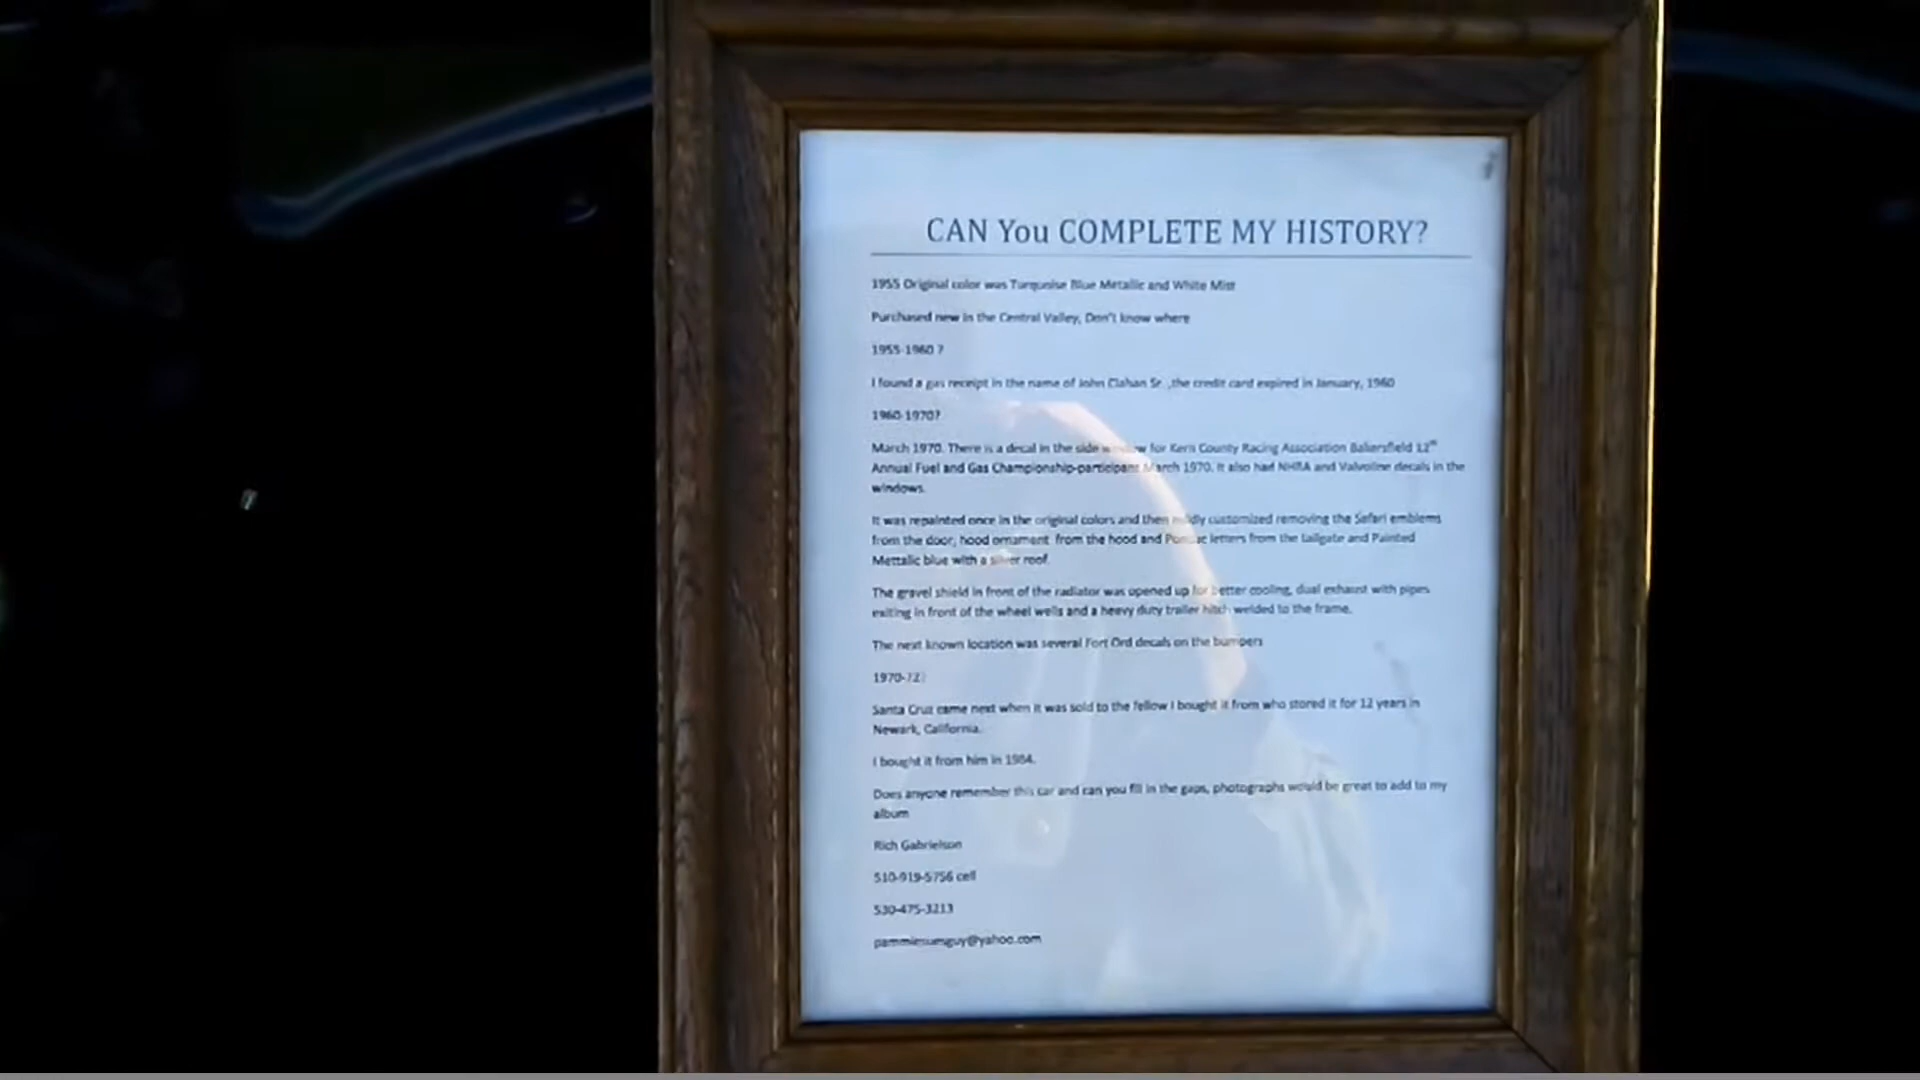 CAN You COMPLETE MY HISTORY?
1955 Original color was Turquoise Blue Metallic and White Mist
Purchased new in the Central Valley, Don't know where
1955-1960 ?
I found a gas receipt in the name of John Clahan Sr. ,the credit card expired in January, 1960
1960-1970?
March 1970. There is a decal in the side window for Kern County Racing Association Bakersfield 12th
Annual Fuel and Gas Championship-participant March 1970. It also had NHRA and Valvoline decals in the
windows.
It was repainted once in the original colors and then mildly customized removing the Safari emblems
from the door, hood ornament from the hood and Pontiac letters from the tailgate and Painted
Mettalic blue with a silver roof.
The gravel shield in front of the radiator was opened up for better cooling, dual exhaust with pipes
exiting in front of the wheel wells and a heavy duty trailer hitch welded to the frame.
The next known location was several Fort Ord decals on the bumpers
1970-72
Santa Cruz came next when it was sold to the fellow I bought it from who stored it for 12 years in
Newark, California.
I bought it from him in 1984.
Does anyone remember this car and can you fill in the gaps, photographs would be great to add to my
album
Rich Gabrielson
510-919-5756 cell
530-475-3213